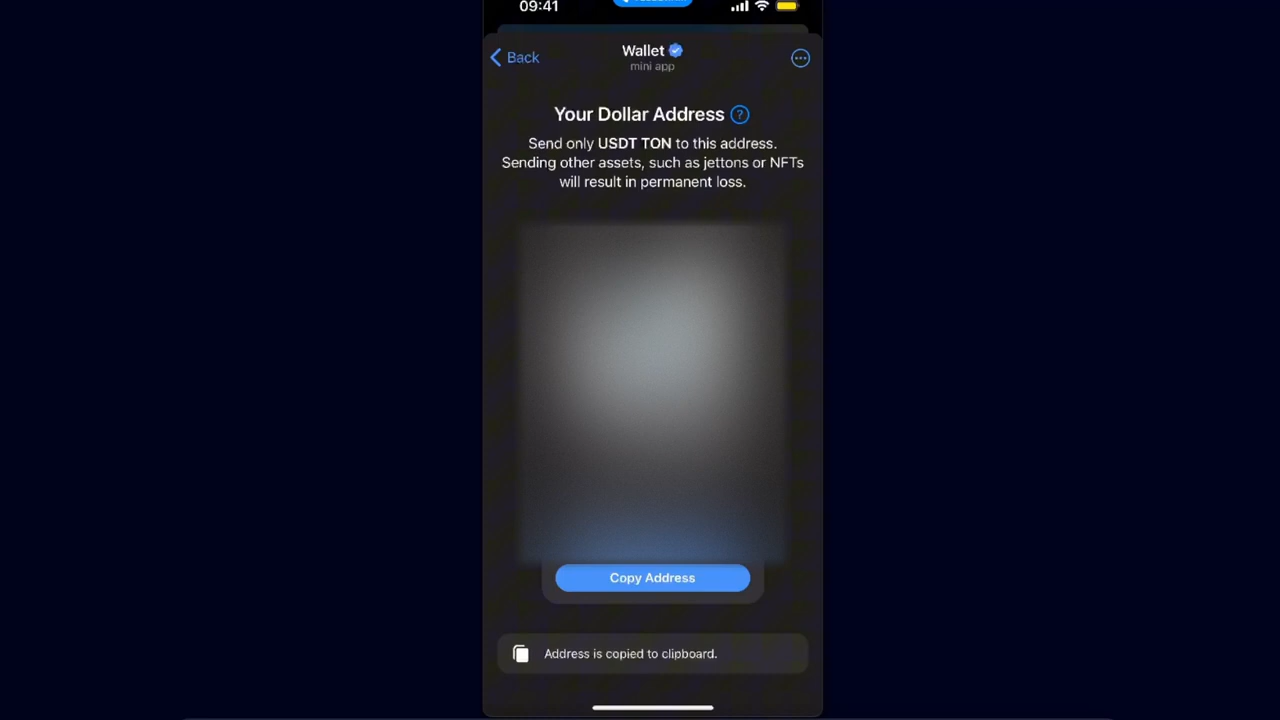 09:41
Back
Wallet
mini app
Your Dollar Address ?
Send only USDT TON to this address.
Sending other assets, such as jettons or NFTs
will result in permanent loss.
Copy Address
Address is copied to clipboard.